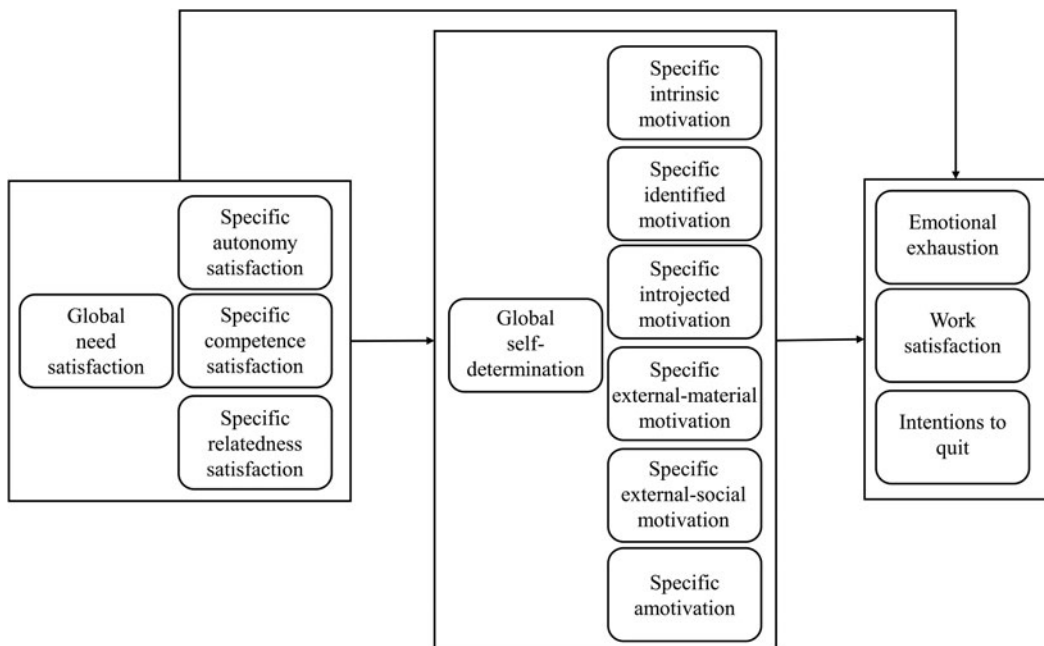 Global
need
satisfaction
Specific
autonomy
satisfaction
Specific
competence
satisfaction
Specific
relatedness
satisfaction
Global
self-
determination
Specific
intrinsic
motivation
Specific
identified
motivation
Specific
introjected
motivation
Specific
external-material
motivation
Specific
external-social
motivation
Specific
amotivation
Emotional
exhaustion
Work
satisfaction
Intentions to
quit